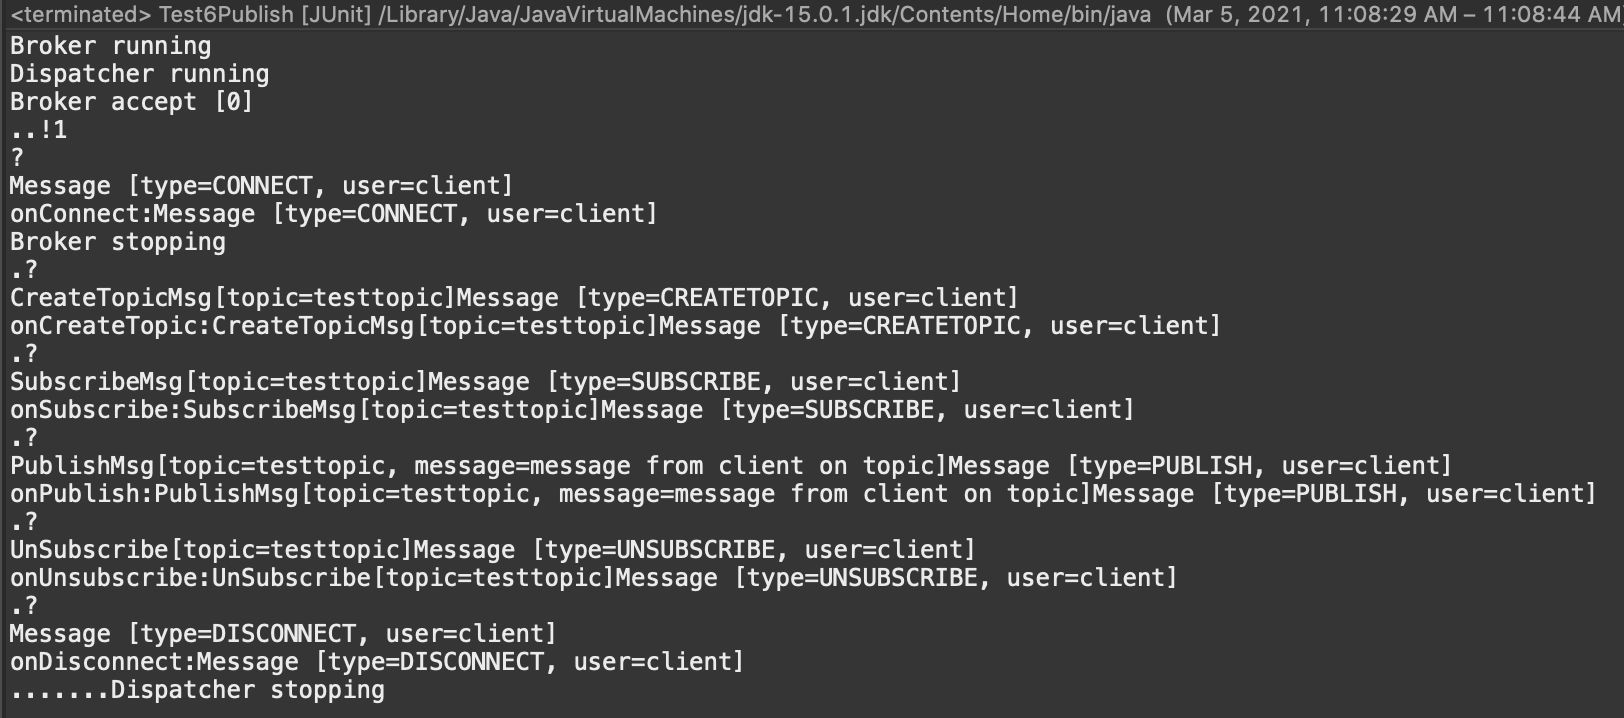 <terminated> Test6Publish [JUnit] /Library/Java/JavaVirtualMachines/jdk-15.0.1.jdk/Contents/Home/bin/java (Mar 5, 2021, 11:08:29 AM – 11:08:44 AM
Broker running
Dispatcher running
Broker accept [0]
..!1
?
Message [type=CONNECT, user=client]
onConnect:Message [type=CONNECT, user=client]
Broker stopping
.?
CreateTopicMsg[topic=testtopic]Message [type=CREATETOPIC, user=client]
onCreateTopic:CreateTopicMsg[topic=testtopic]Message [type=CREATETOPIC, user=client]
.?
SubscribeMsg[topic=testtopic]Message [type=SUBSCRIBE, user=client]
onSubscribe:SubscribeMsg[topic=testtopic]Message [type=SUBSCRIBE, user=client]
.?
PublishMsg[topic=testtopic, message=message from client on topic]Message [type=PUBLISH, user=client]
onPublish:PublishMsg[topic=testtopic, message=message from client on topic]Message [type=PUBLISH, user=client]
.?
UnSubscribe[topic=testtopic]Message [type=UNSUBSCRIBE, user=client]
onUnsubscribe:UnSubscribe[topic=testtopic]Message [type=UNSUBSCRIBE, user=client]
.?
Message [type=DISCONNECT, user=client]
onDisconnect:Message [type=DISCONNECT, user=client]
.......Dispatcher stopping